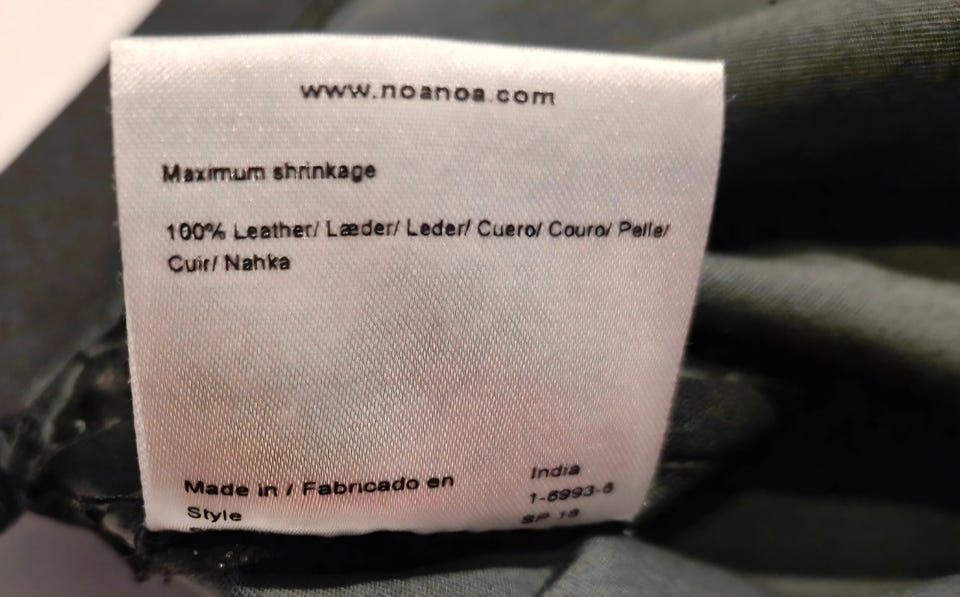 www.noanoa.com
Maximum shrinkage
100% Leather/ Læder/ Leder/ Cuero/ Couro/ Pelle/
Cuir/ Nahka
Made in / Fabricado en India
Style 1-6993-6
SP 18